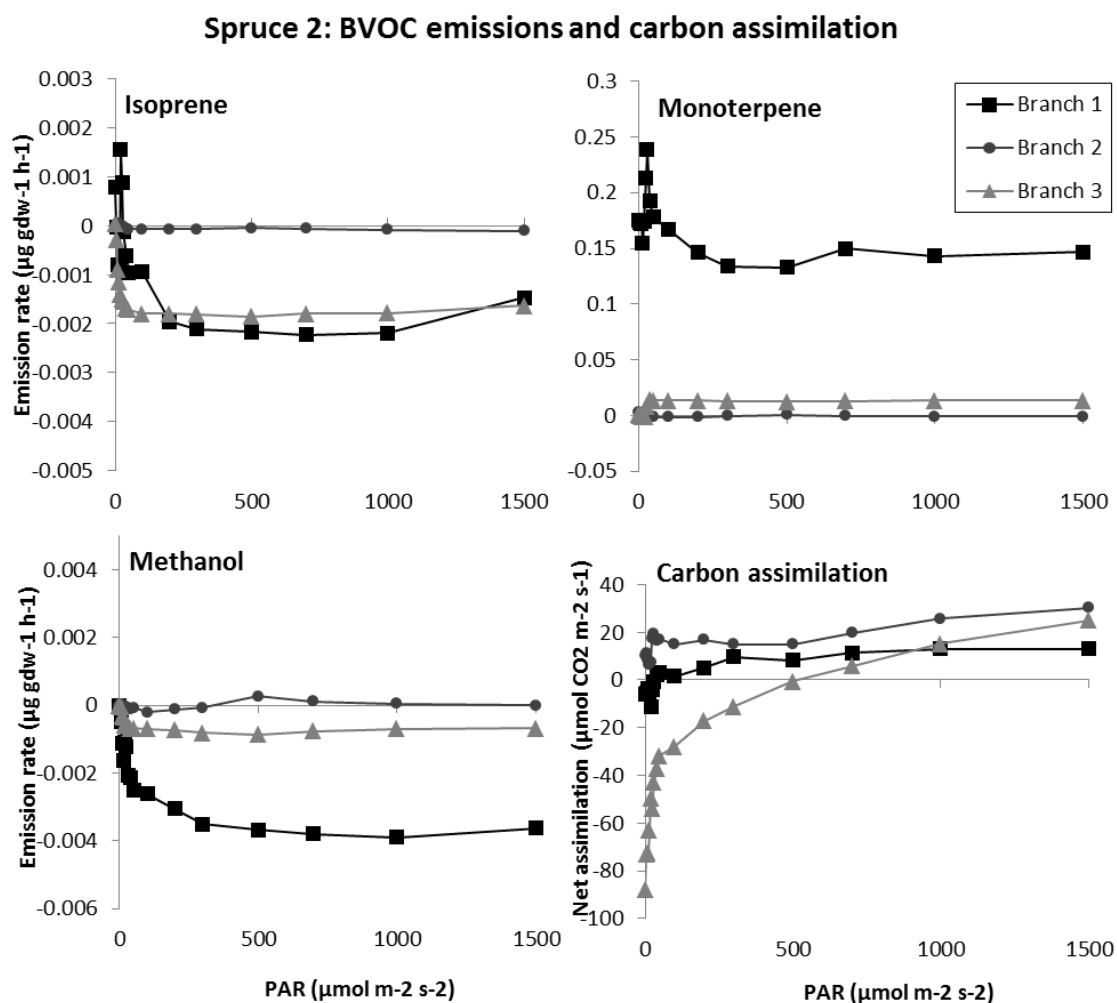 Spruce 2: BVOC emissions and carbon assimilation
Isoprene
Emission rate (µg gdw-1 h-1)
0.003
0.002
0.001
0
-0.001
-0.002
-0.003
-0.004
-0.005
0 500 1000 1500
Monoterpene
0.3
0.25
0.2
0.15
0.1
0.05
0
-0.05
0 500 1000 1500
Branch 1
Branch 2
Branch 3
Methanol
Emission rate (µg gdw-1 h-1)
0.004
0.002
0
-0.002
-0.004
-0.006
0 500 1000 1500
PAR (µmol m-2 s-2)
Carbon assimilation
Net assimilation (µmol CO2 m-2 s-1)
40
20
0
-20
-40
-60
-80
-100
0 500 1000 1500
PAR (µmol m-2 s-2)